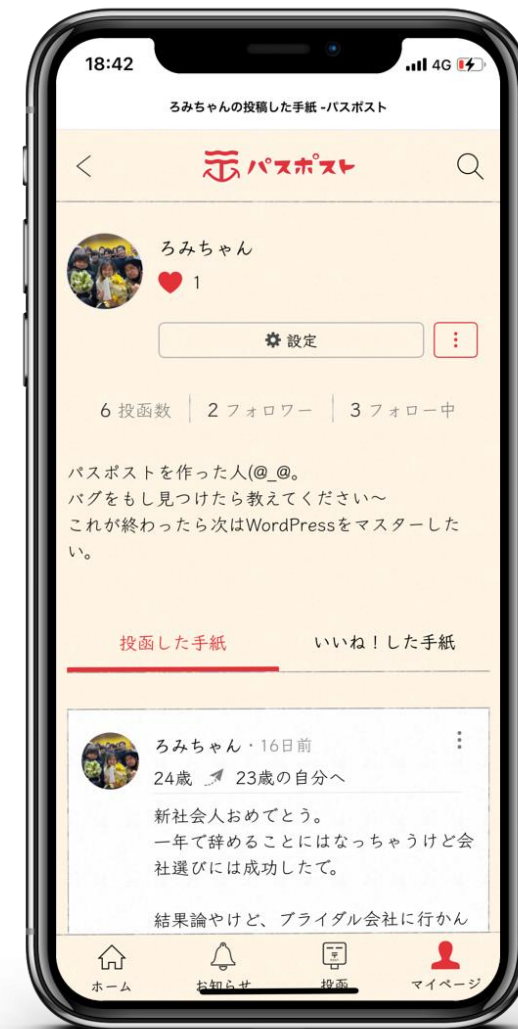 18:42
4G
ろみちゃんの投稿した手紙 -パスポスト
パスポスト
ろみちゃん
1
設定
6 投函数 2 フォロワー 3 フォロー中
パスポストを作った人(@_@。
バグをもし見つけたら教えてください〜
これが終わったら次はWordPressをマスターした
い。
投函した手紙 いいね！した手紙
ろみちゃん・16日前
24歳 23歳の自分へ
新社会人おめでとう。
一年で辞めることにはなっちゃうけど会
社選びには成功したで。
結果論やけど、ブライダル会社に行かん
ホーム お知らせ 投函 マイページ